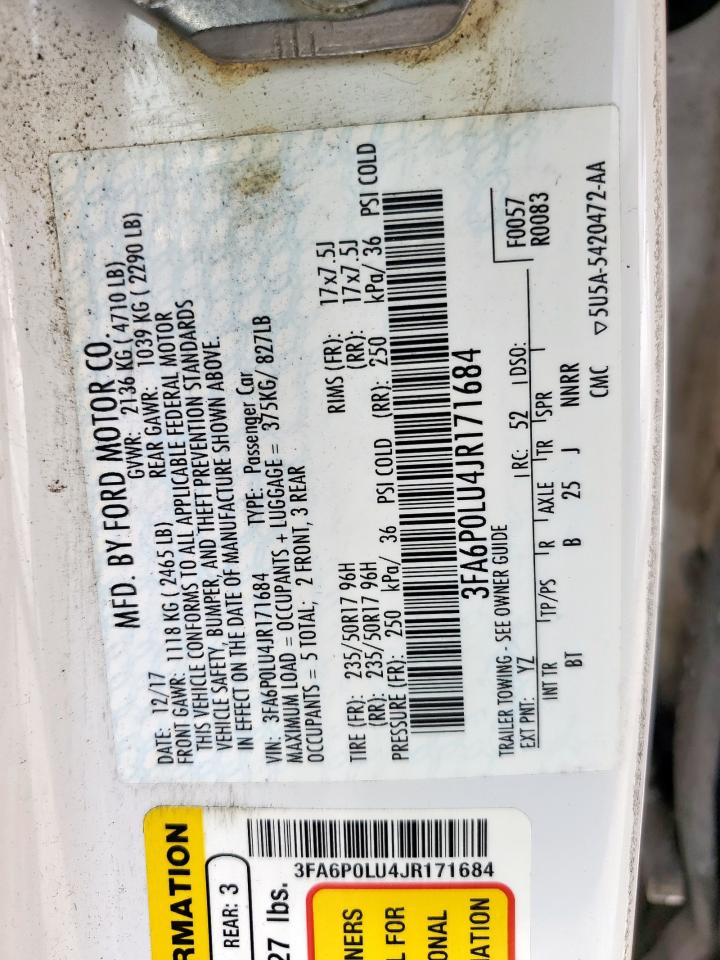 MFD. BY FORD MOTOR CO.
DATE: 12/17 GVWR: 2136 KG ( 4710 LB)
FRONT GAWR: 1118 KG ( 2465 LB) REAR GAWR: 1039 KG ( 2290 LB)
THIS VEHICLE CONFORMS TO ALL APPLICABLE FEDERAL MOTOR
VEHICLE SAFETY, BUMPER, AND THEFT PREVENTION STANDARDS
IN EFFECT ON THE DATE OF MANUFACTURE SHOWN ABOVE.
VIN: 3FA6P0LU4JR171684 TYPE: Passenger Car
MAXIMUM LOAD = OCCUPANTS + LUGGAGE = 375KG/ 827LB
OCCUPANTS = 5 TOTAL; 2 FRONT, 3 REAR
TIRE (FR): 235/50R17 96H RIMS (FR): 17x7.5J
(RR): 235/50R17 96H (RR): 17x7.5J
PRESSURE (FR): 250 kPa/ 36 PSI COLD (RR): 250 kPa/ 36 PSI COLD
3FA6P0LU4JR171684
TRAILER TOWING - SEE OWNER GUIDE
F0057
R0083
EXT PNT: YZ RC: 52 DSO:
INT TR TP/PS R AXLE TR SPR
BT B 25 J NNRR
CMC ▽5U5A-5420472-AA
RMATION
REAR: 3
27 lbs.
3FA6P0LU4JR171684
NERS
L FOR
ONAL
ATION